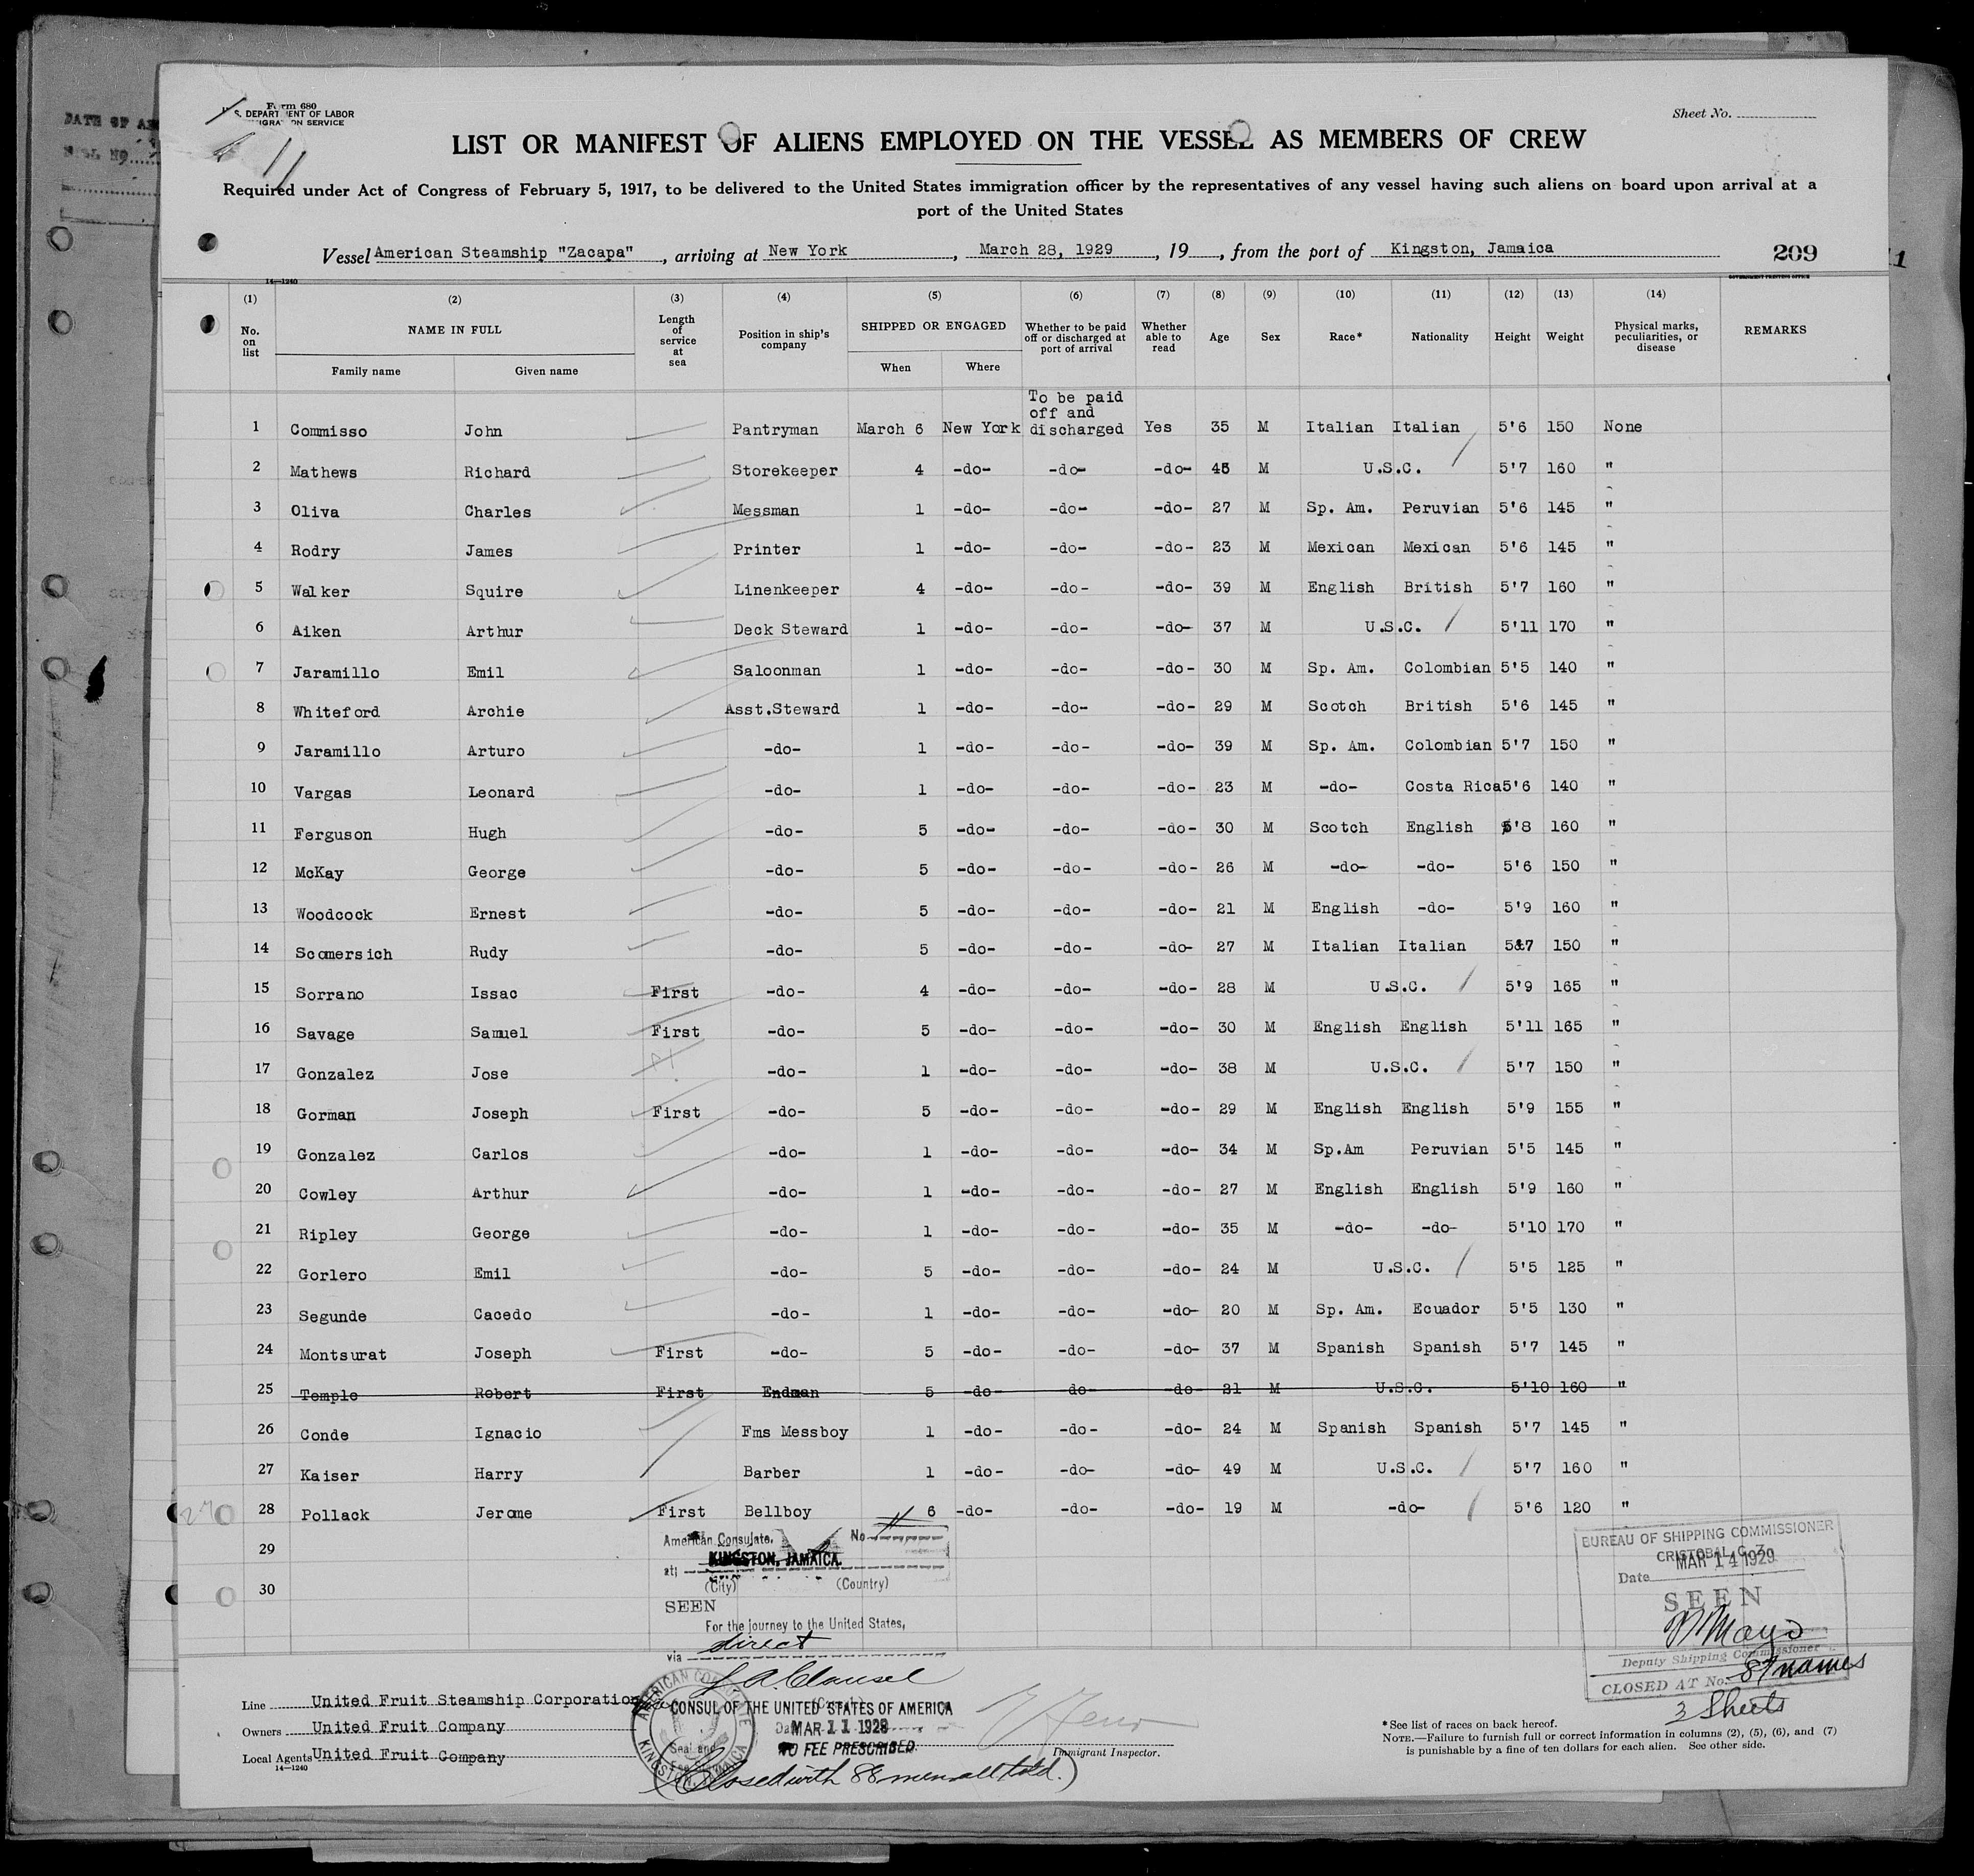 DATE OF
Form 680
U.S. DEPARTMENT OF LABOR
IMMIGRATION SERVICE
11
Sheet No.
LIST OR MANIFEST OF ALIENS EMPLOYED ON THE VESSEL AS MEMBERS OF CREW
Required under Act of Congress of February 5, 1917, to be delivered to the United States immigration officer by the representatives of any vessel having such aliens on board upon arrival at a
port of the United States
Vessel American Steamship "Zacapa", arriving at New York, March 28, 1929, 19, from the port of Kingston, Jamaica 209
14—1240 GOVERNMENT PRINTING OFFICE
(1) (2) (3) (4) (5) (6) (7) (8) (9) (10) (11) (12) (13) (14)
No. on list NAME IN FULL Length of service at sea Position in ship's company SHIPPED OR ENGAGED Whether to be paid off or discharged at port of arrival Whether able to read Age Sex Race* Nationality Height Weight Physical marks, peculiarities, or disease REMARKS
Family name Given name When Where
1 Commisso John Pantryman March 6 New York To be paid off and discharged Yes 35 M Italian Italian 5'6 150 None
2 Mathews Richard Storekeeper 4 -do- -do- -do- 45 M U.S.C. 5'7 160 "
3 Oliva Charles Messman 1 -do- -do- -do- 27 M Sp. Am. Peruvian 5'6 145 "
4 Rodry James Printer 1 -do- -do- -do- 23 M Mexican Mexican 5'6 145 "
5 Walker Squire Linenkeeper 4 -do- -do- -do- 39 M English British 5'7 160 "
6 Aiken Arthur Deck Steward 1 -do- -do- -do- 37 M U.S.C. 5'11 170 "
7 Jaramillo Emil Saloonman 1 -do- -do- -do- 30 M Sp. Am. Colombian 5'5 140 "
8 Whiteford Archie Asst.Steward 1 -do- -do- -do- 29 M Scotch British 5'6 145 "
9 Jaramillo Arturo -do- 1 -do- -do- -do- 39 M Sp. Am. Colombian 5'7 150 "
10 Vargas Leonard -do- 1 -do- -do- -do- 23 M -do- Costa Rica 5'6 140 "
11 Ferguson Hugh -do- 5 -do- -do- -do- 30 M Scotch English 5'8 160 "
12 McKay George -do- 5 -do- -do- -do- 26 M -do- -do- 5'6 150 "
13 Woodcock Ernest -do- 5 -do- -do- -do- 21 M English -do- 5'9 160 "
14 Scomersich Rudy -do- 5 -do- -do- -do- 27 M Italian Italian 5&7 150 "
15 Sorrano Issac First -do- 4 -do- -do- -do- 28 M U.S.C. 5'9 165 "
16 Savage Samuel First -do- 5 -do- -do- -do- 30 M English English 5'11 165 "
17 Gonzalez Jose -do- 1 -do- -do- -do- 38 M U.S.C. 5'7 150 "
18 Gorman Joseph First -do- 5 -do- -do- -do- 29 M English English 5'9 155 "
19 Gonzalez Carlos -do- 1 -do- -do- -do- 34 M Sp.Am Peruvian 5'5 145 "
20 Cowley Arthur -do- 1 -do- -do- -do- 27 M English English 5'9 160 "
21 Ripley George -do- 1 -do- -do- -do- 35 M -do- -do- 5'10 170 "
22 Gorlero Emil -do- 5 -do- -do- -do- 24 M U.S.C. 5'5 125 "
23 Segunde Cacedo -do- 1 -do- -do- -do- 20 M Sp. Am. Ecuador 5'5 130 "
24 Montsurat Joseph First -do- 5 -do- -do- -do- 37 M Spanish Spanish 5'7 145 "
25 Temple Robert First Endman 5 -do- -do- -do- 21 M U.S.C. 5'10 160 "
26 Conde Ignacio Fms Messboy 1 -do- -do- -do- 24 M Spanish Spanish 5'7 145 "
27 Kaiser Harry Barber 1 -do- -do- -do- 49 M U.S.C. 5'7 160 "
28 Pollack Jerome First Bellboy 6 -do- -do- -do- 19 M -do- 5'6 120 "
29
30
American Consulate, No.
at; KINGSTON, JAMAICA.
(City) (Country)
SEEN
For the journey to the United States,
via direct
CONSUL OF THE UNITED STATES OF AMERICA
MAR 11 1929
NO FEE PRESCRIBED.
AMERICAN CONSULATE KINGSTON, JAMAICA
(Closed with 88 men all told.)
BUREAU OF SHIPPING COMMISSIONER
CRISTOBAL, C. Z.
Date MAR 14 1929
SEEN
Mayo
Deputy Shipping Commissioner
CLOSED AT No. 87 names
3 Sheets
Line United Fruit Steamship Corporation
Owners United Fruit Company
Local Agents United Fruit Company
14—1240
Immigrant Inspector.
*See list of races on back hereof.
NOTE.—Failure to furnish full or correct information in columns (2), (5), (6), and (7)
is punishable by a fine of ten dollars for each alien. See other side.